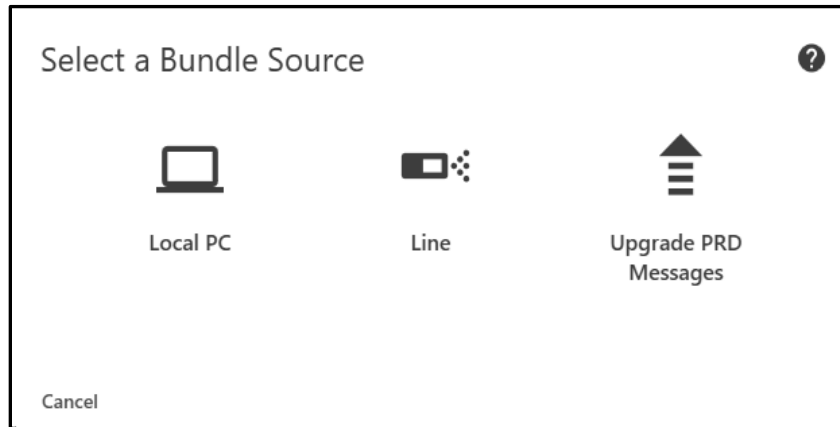 Select a Bundle Source
Local PC
Line
Upgrade PRD
Messages
Cancel